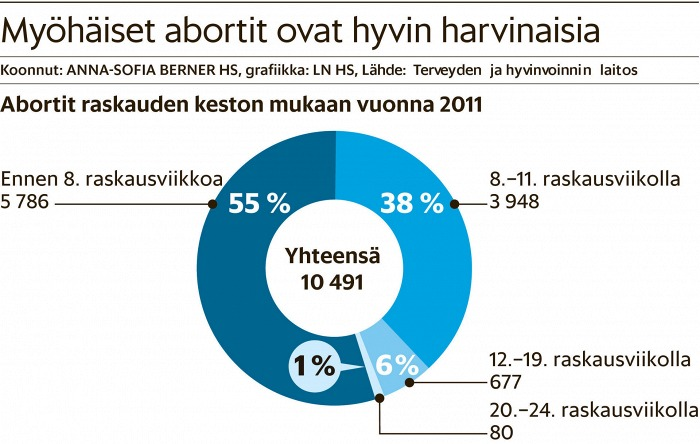 Myöhäiset abortit ovat hyvin harvinaisia
Koonnut: ANNA-SOFIA BERNER HS, grafiikka: LN HS, Lähde: Terveyden ja hyvinvoinnin laitos
Abortit raskauden keston mukaan vuonna 2011
Ennen 8. raskausviikkoa
5 786
55 %
38 %
8.–11. raskausviikolla
3 948
Yhteensä
10 491
1 %
6%
12.–19. raskausviikolla
677
20.–24. raskausviikolla
80